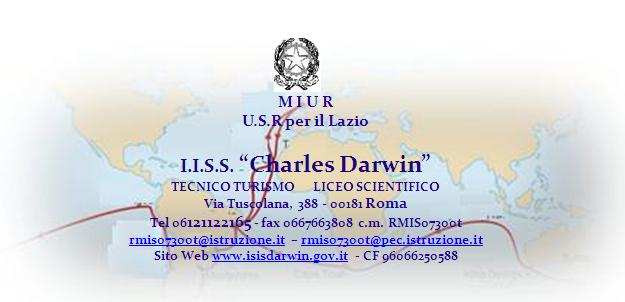 M I U R
U.S.R per il Lazio
I.I.S.S. “Charles Darwin”
TECNICO TURISMO LICEO SCIENTIFICO
Via Tuscolana, 388 - 00181 Roma
Tel 06121122165 - fax 0667663808 c.m. RMIS07300t
rmis07300t@istruzione.it – rmis07300t@pec.istruzione.it
Sito Web www.isisdarwin.gov.it - CF 96066250588